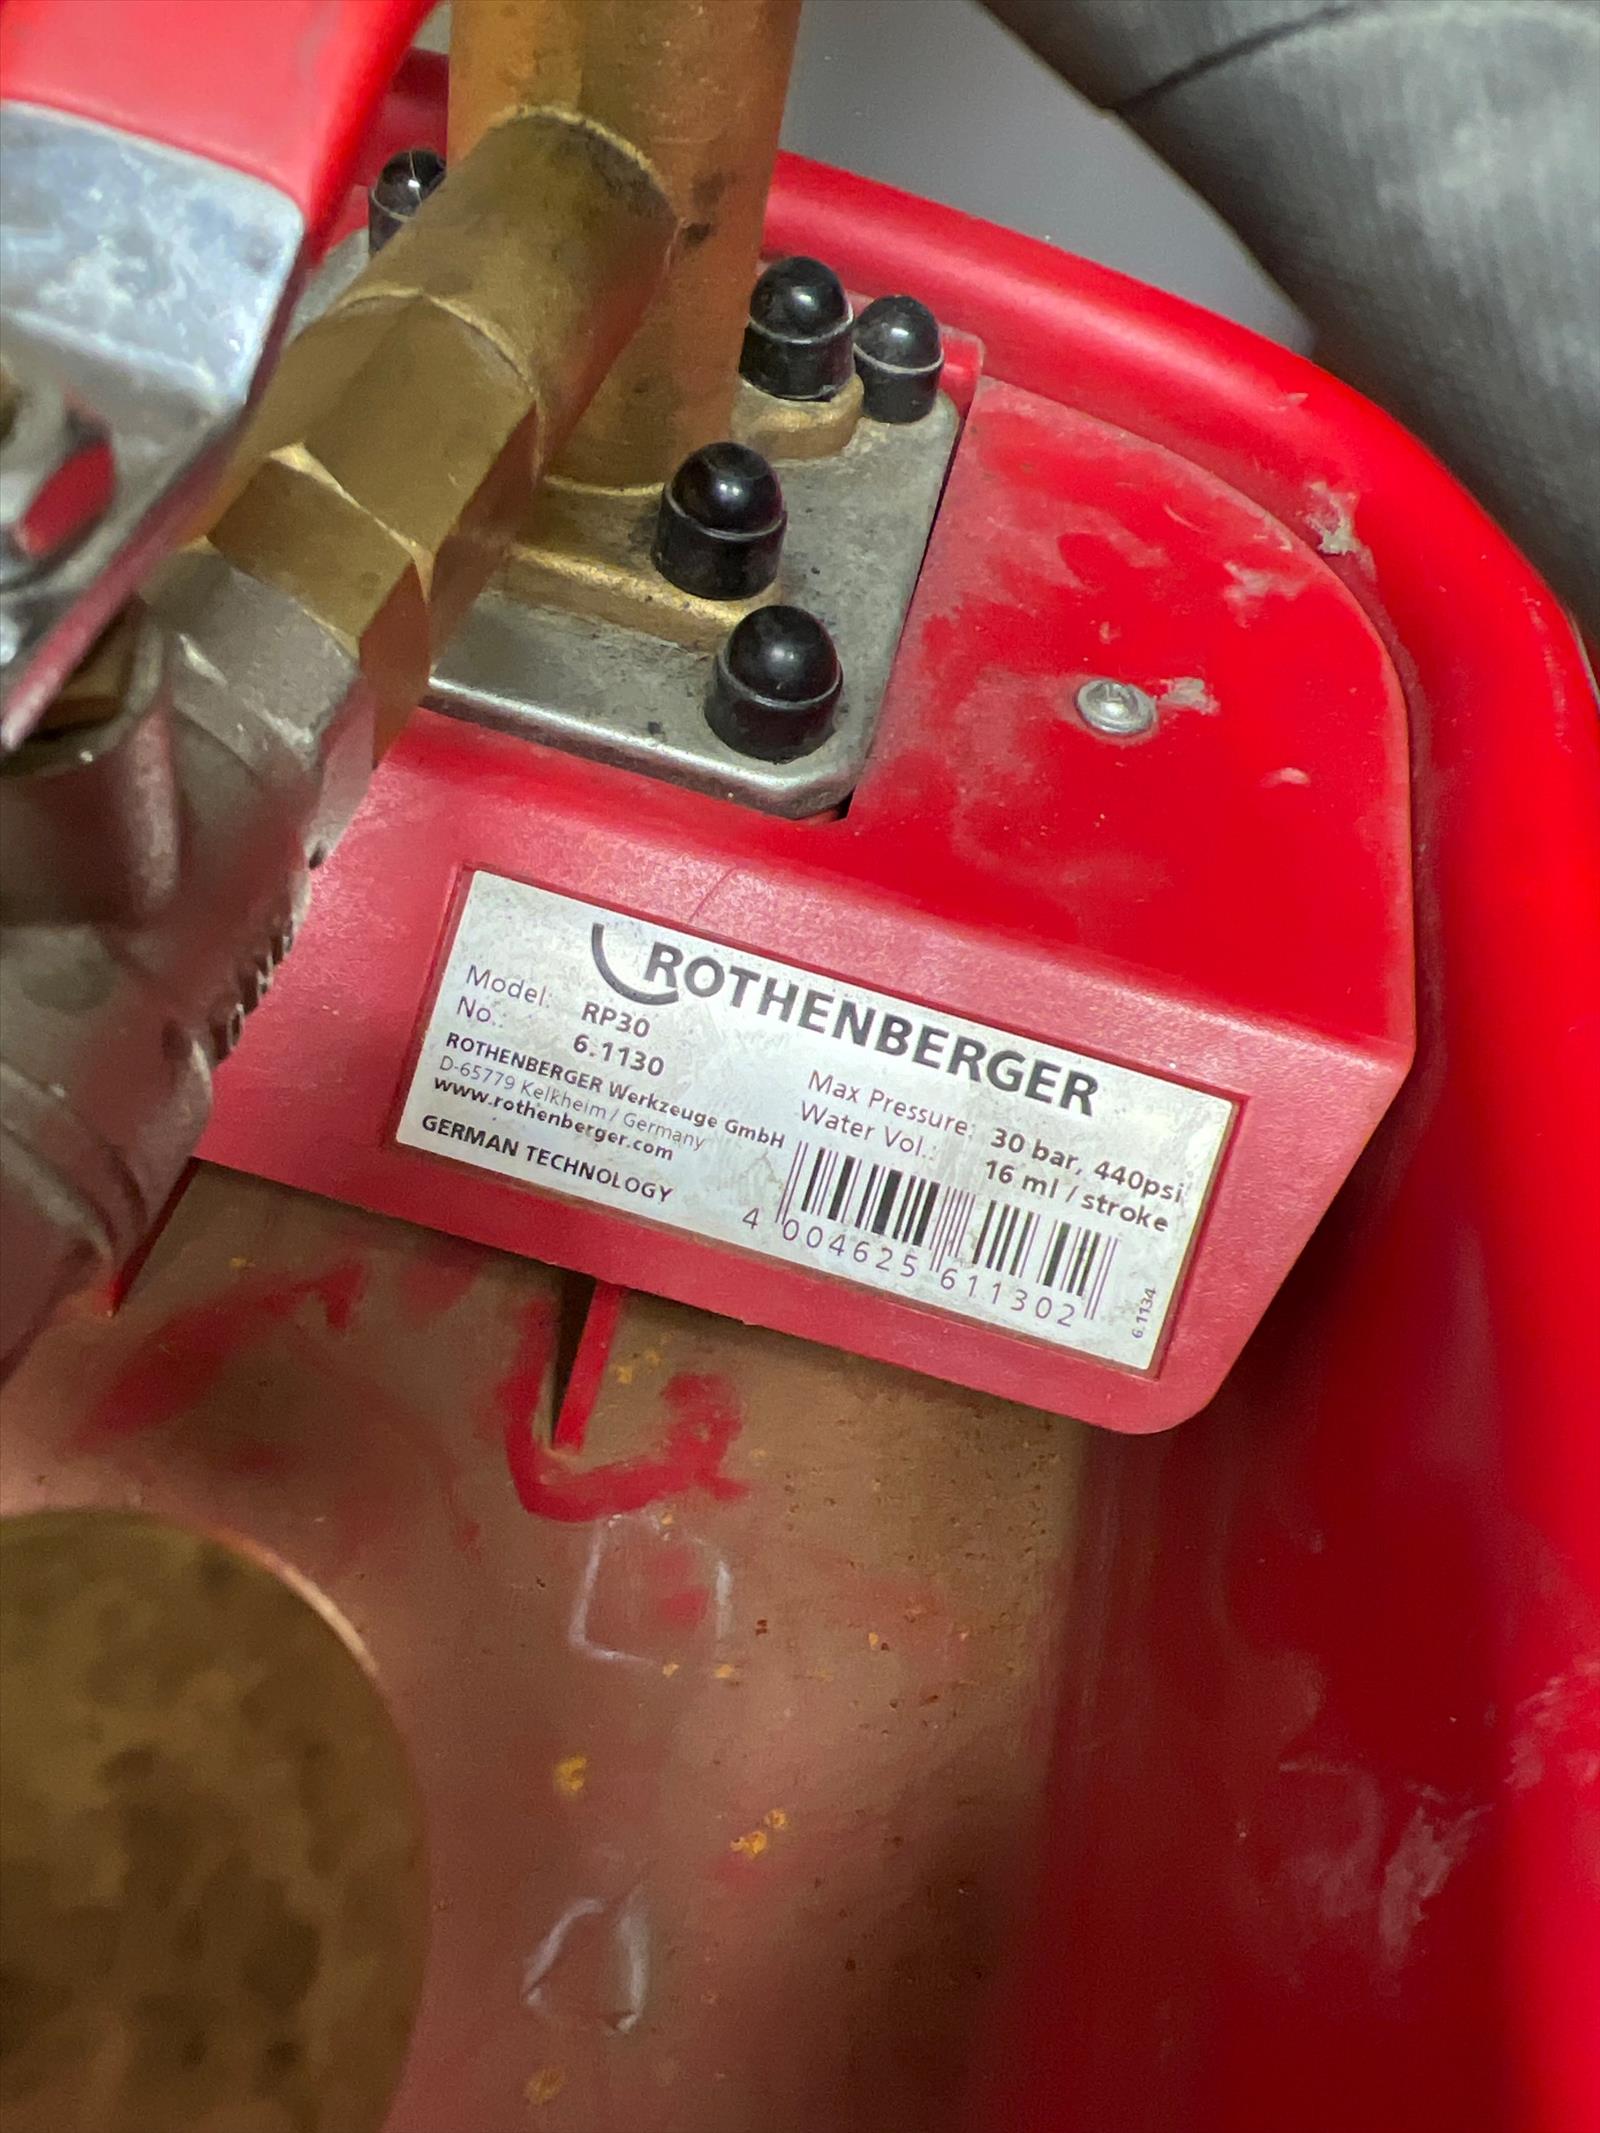 ROTHENBERGER
Model: RP30
No.: 6.1130
ROTHENBERGER Werkzeuge GmbH
D-65779 Kelkheim / Germany
www.rothenberger.com
GERMAN TECHNOLOGY
Max Pressure: 30 bar, 440psi
Water Vol.: 16 ml / stroke
4 004625 611302
6.1134